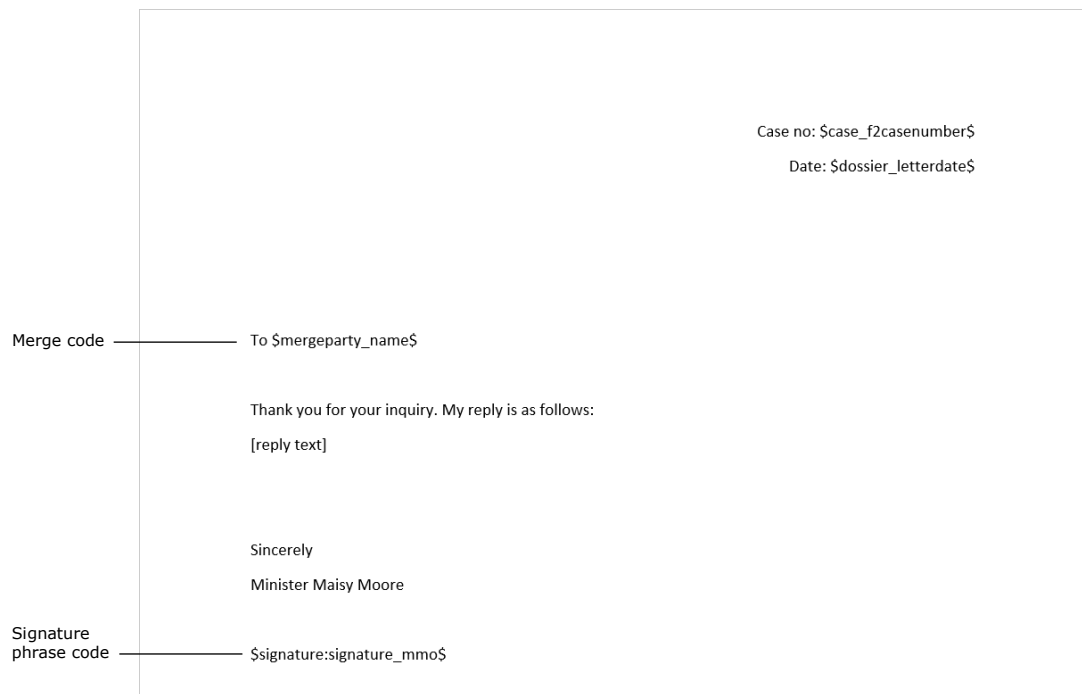 Case no: $case_f2casenumber$
Date: $dossier_letterdate$
Merge code
To $mergeparty_name$
Thank you for your inquiry. My reply is as follows:
[reply text]
Sincerely
Minister Maisy Moore
Signature
phrase code
$signature:signature_mmo$